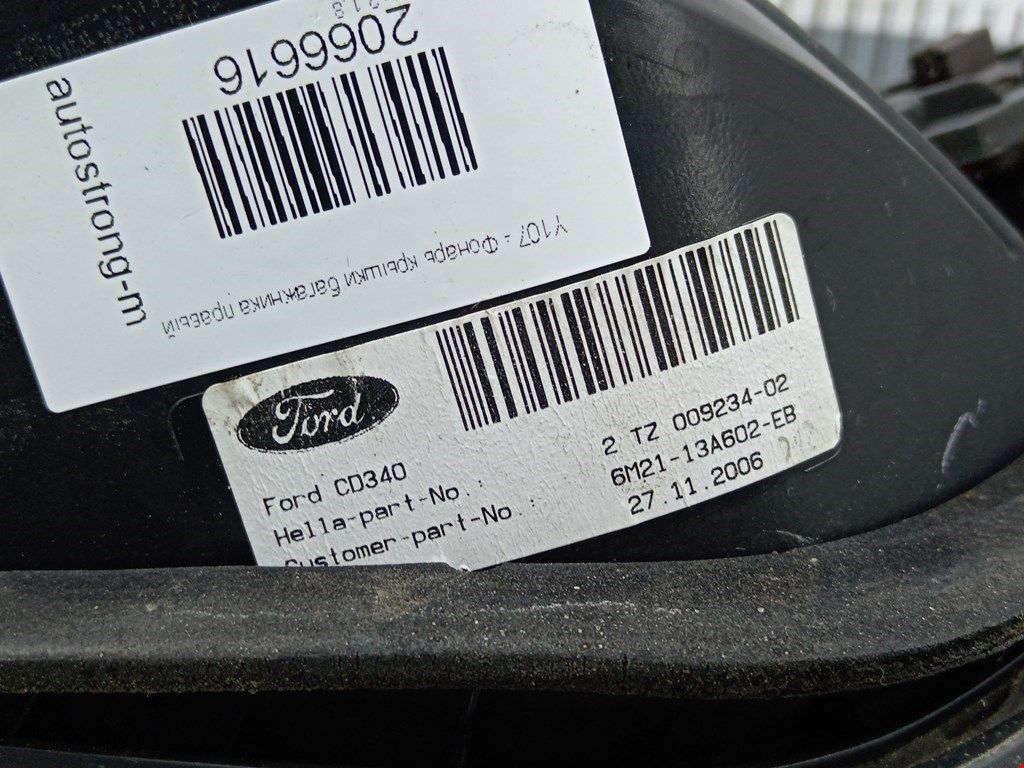 2066616
autostrong-m
Y107 - Фонарь крышки багажника правый
Ford
Ford CD340
Hella-part-No.: 2 TZ 009234-02
Customer-part-No.: 6M21-13A602-EB
27.11.2006